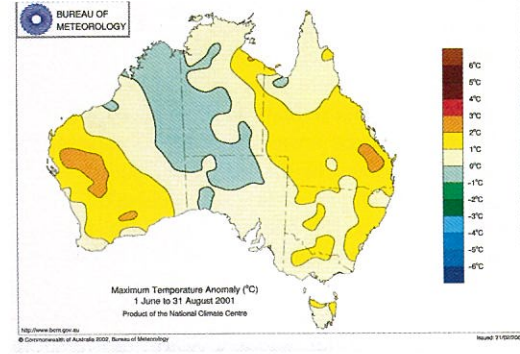 BUREAU OF
METEOROLOGY
6°C
5°C
4°C
3°C
2°C
1°C
0°C
-1°C
-2°C
-3°C
-4°C
-5°C
-6°C
Maximum Temperature Anomaly (°C)
1 June to 31 August 2001
Product of the National Climate Centre
http://www.bom.gov.au
© Commonwealth of Australia 2002, Bureau of Meteorology
Issued: